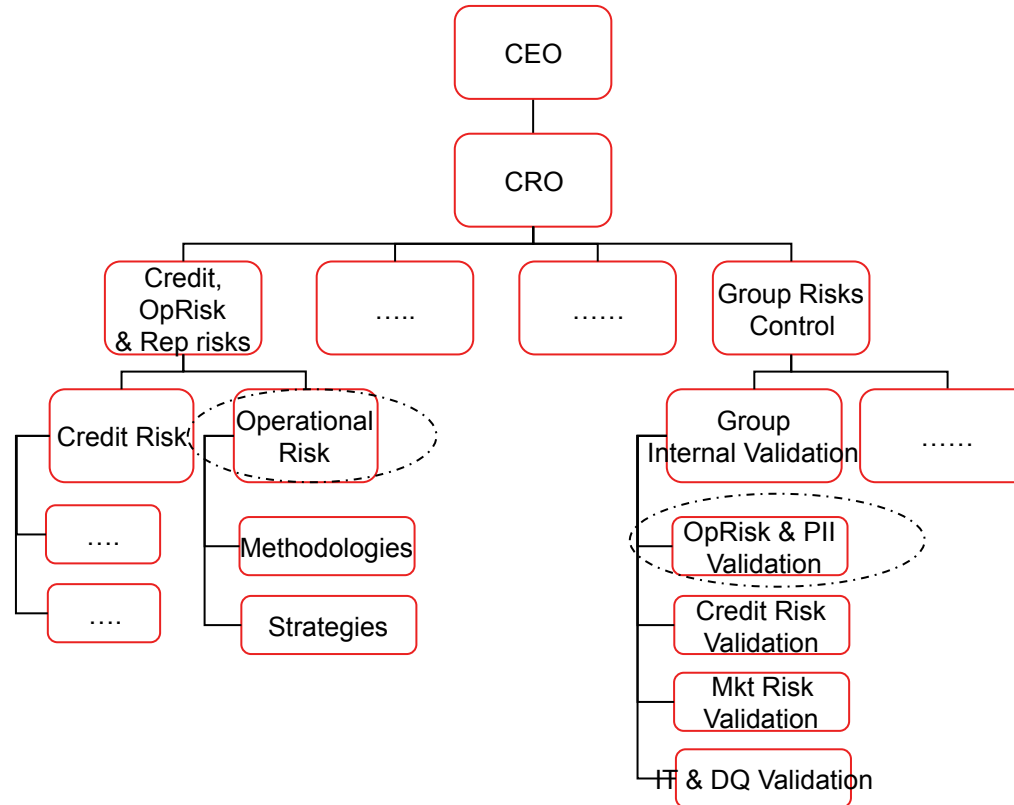 CEO
CRO
Credit,
OpRisk
& Rep risks
…..
……
Group Risks
Control
Credit Risk
Operational
Risk
Group
Internal Validation
……
….
….
Methodologies
Strategies
OpRisk & PII
Validation
Credit Risk
Validation
Mkt Risk
Validation
IT & DQ Validation